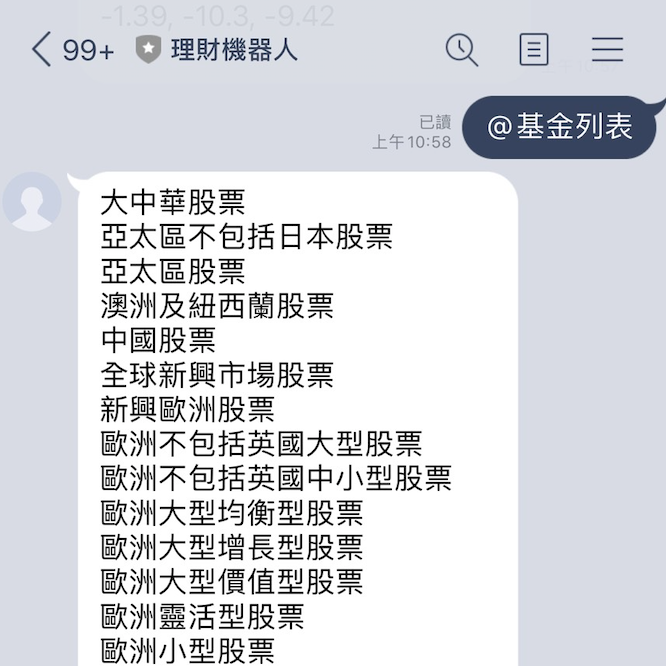 -1.39, -10.3, -9.42
99+ 理財機器人
已讀
上午10:58
@基金列表
大中華股票
亞太區不包括日本股票
亞太區股票
澳洲及紐西蘭股票
中國股票
全球新興市場股票
新興歐洲股票
歐洲不包括英國大型股票
歐洲不包括英國中小型股票
歐洲大型均衡型股票
歐洲大型增長型股票
歐洲大型價值型股票
歐洲靈活型股票
歐洲小型股票